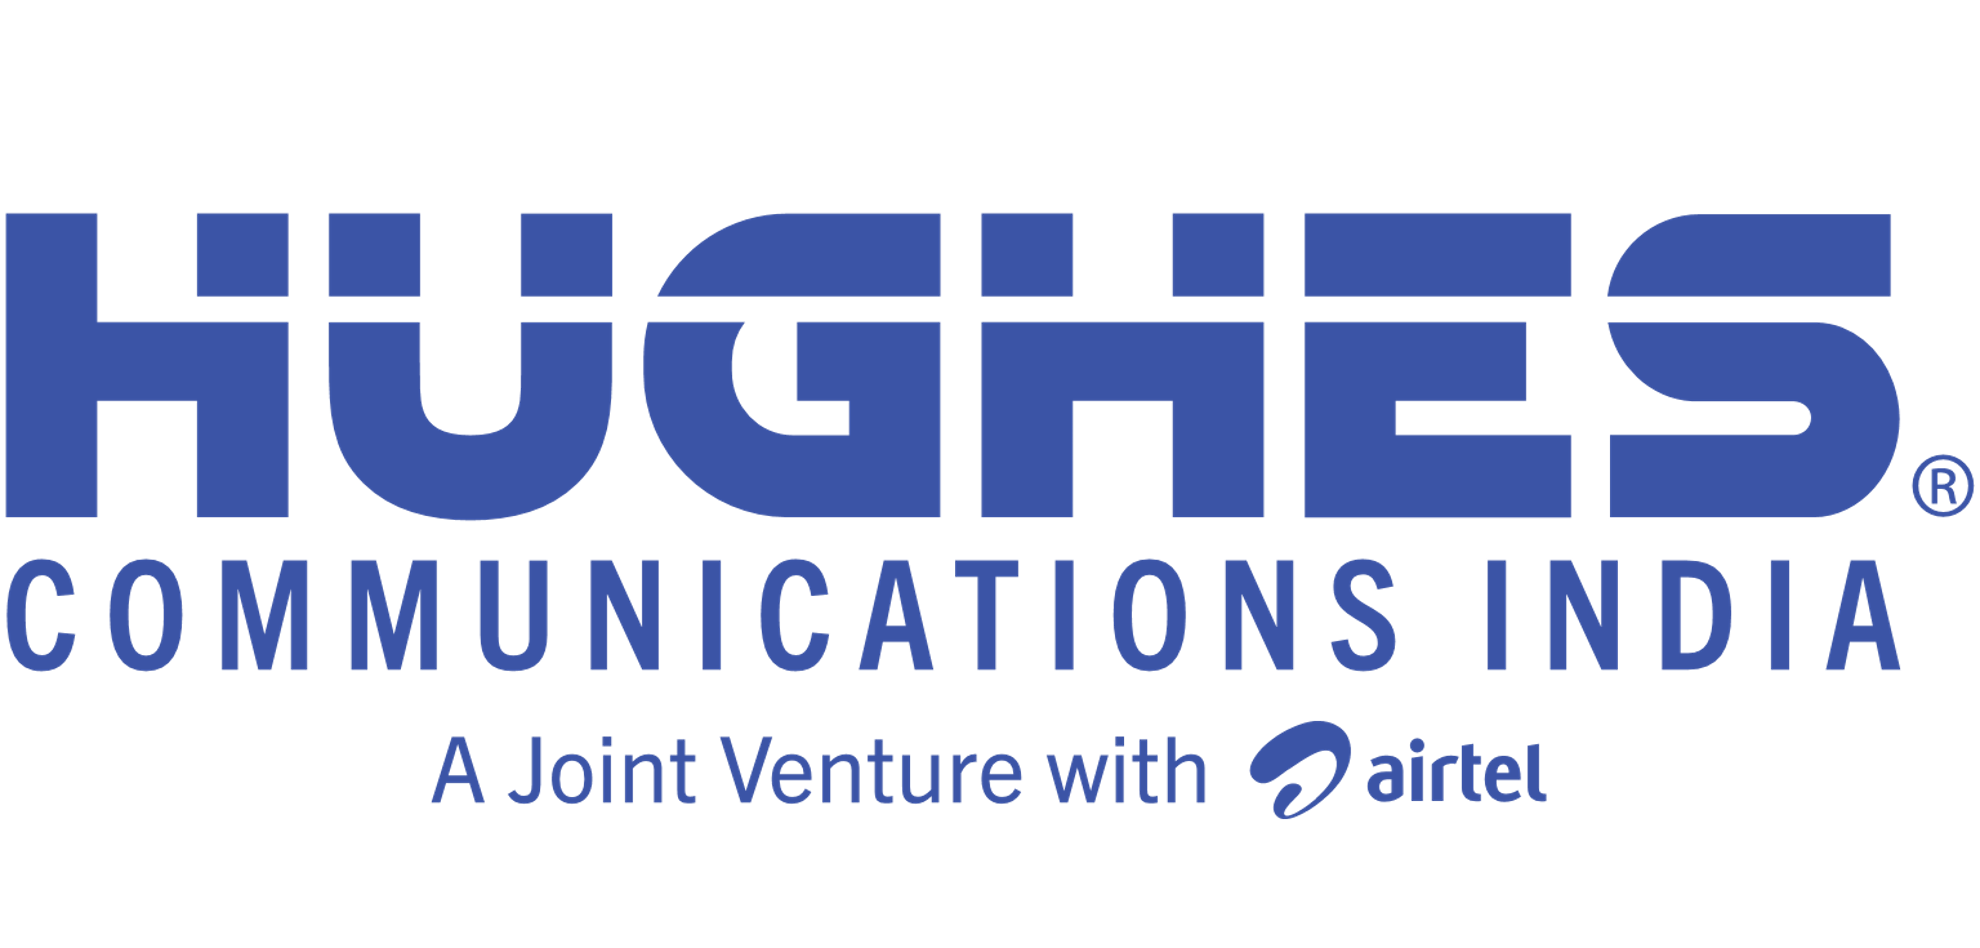 HUGHES®
COMMUNICATIONS INDIA
A Joint Venture with airtel